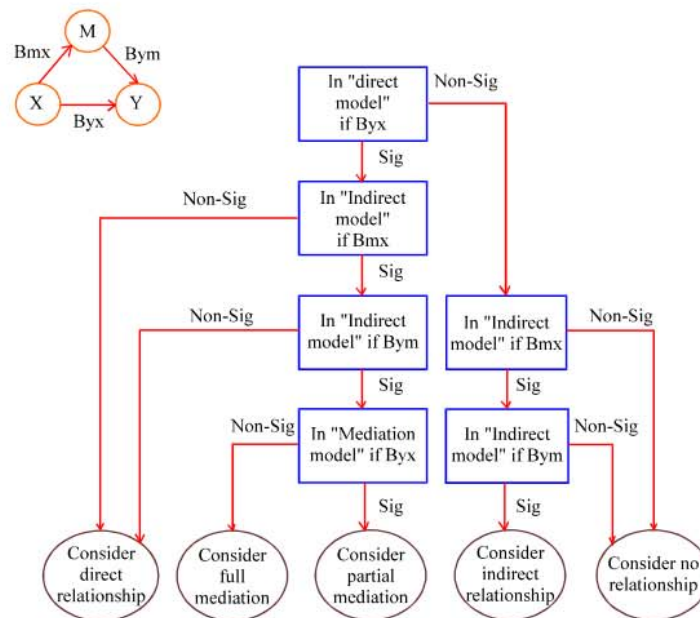 M
Bmx
Bym
X
Y
Byx
In "direct
model"
if Byx
Non-Sig
Sig
Non-Sig
In "Indirect
model"
if Bmx
Sig
Non-Sig
In "Indirect
model" if Bym
In "Indirect
model" if Bmx
Non-Sig
Sig
Sig
Non-Sig
In "Mediation
model" if Byx
In "Indirect
model" if Bym
Non-Sig
Sig
Sig
Consider
direct
relationship
Consider
full
mediation
Consider
partial
mediation
Consider
indirect
relationship
Consider no
relationship